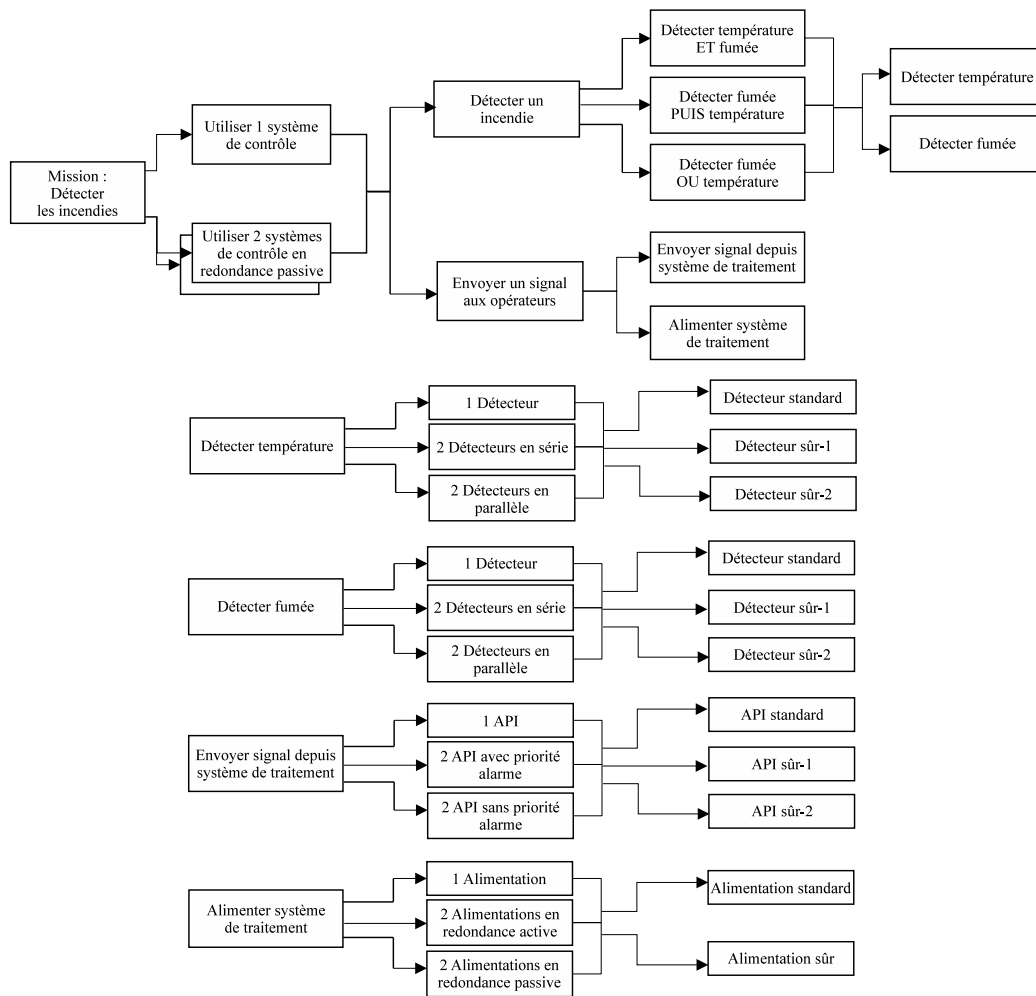 Mission :
Détecter
les incendies
Utiliser 1 système
de contrôle
Utiliser 2 systèmes
de contrôle en
redondance passive
Détecter un
incendie
Envoyer un signal
aux opérateurs
Détecter température
ET fumée
Détecter fumée
PUIS température
Détecter fumée
OU température
Détecter température
Détecter fumée
Envoyer signal depuis
système de traitement
Alimenter système
de traitement
Détecter température
1 Détecteur
2 Détecteurs en série
2 Détecteurs en
parallèle
Détecteur standard
Détecteur sûr-1
Détecteur sûr-2
Détecter fumée
1 Détecteur
2 Détecteurs en série
2 Détecteurs en
parallèle
Détecteur standard
Détecteur sûr-1
Détecteur sûr-2
Envoyer signal depuis
système de traitement
1 API
2 API avec priorité
alarme
2 API sans priorité
alarme
API standard
API sûr-1
API sûr-2
Alimenter système
de traitement
1 Alimentation
2 Alimentations en
redondance active
2 Alimentations en
redondance passive
Alimentation standard
Alimentation sûr